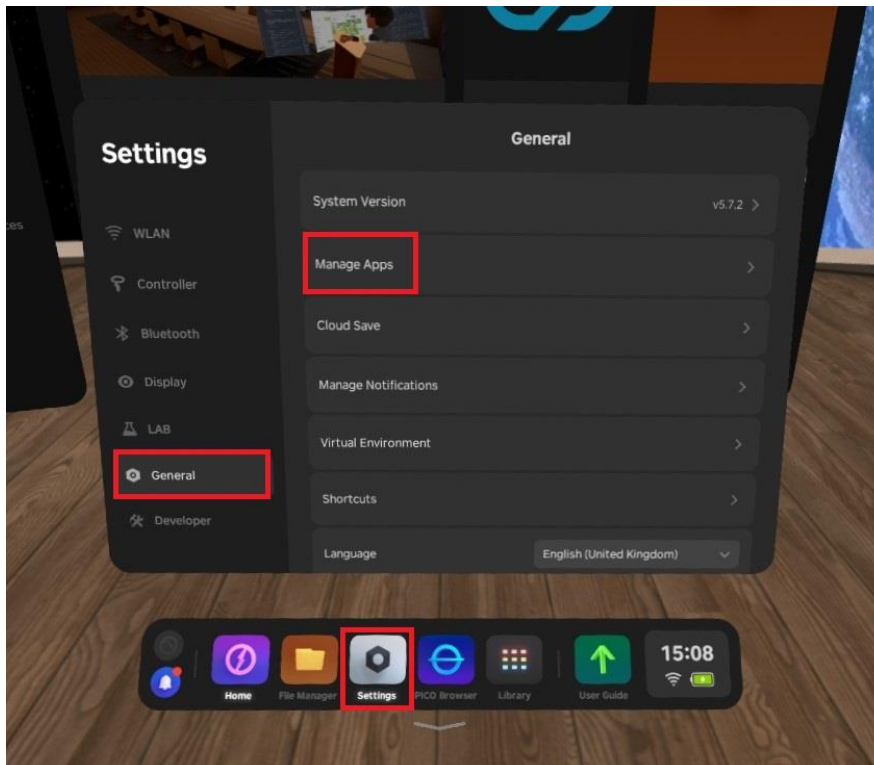 Settings
General
ces
WLAN
Controller
Bluetooth
Display
LAB
General
Developer
System Version
v5.7.2
Manage Apps
Cloud Save
Manage Notifications
Virtual Environment
Shortcuts
Language
English (United Kingdom)
Home
File Manager
Settings
PICO Browser
Library
User Guide
15:08